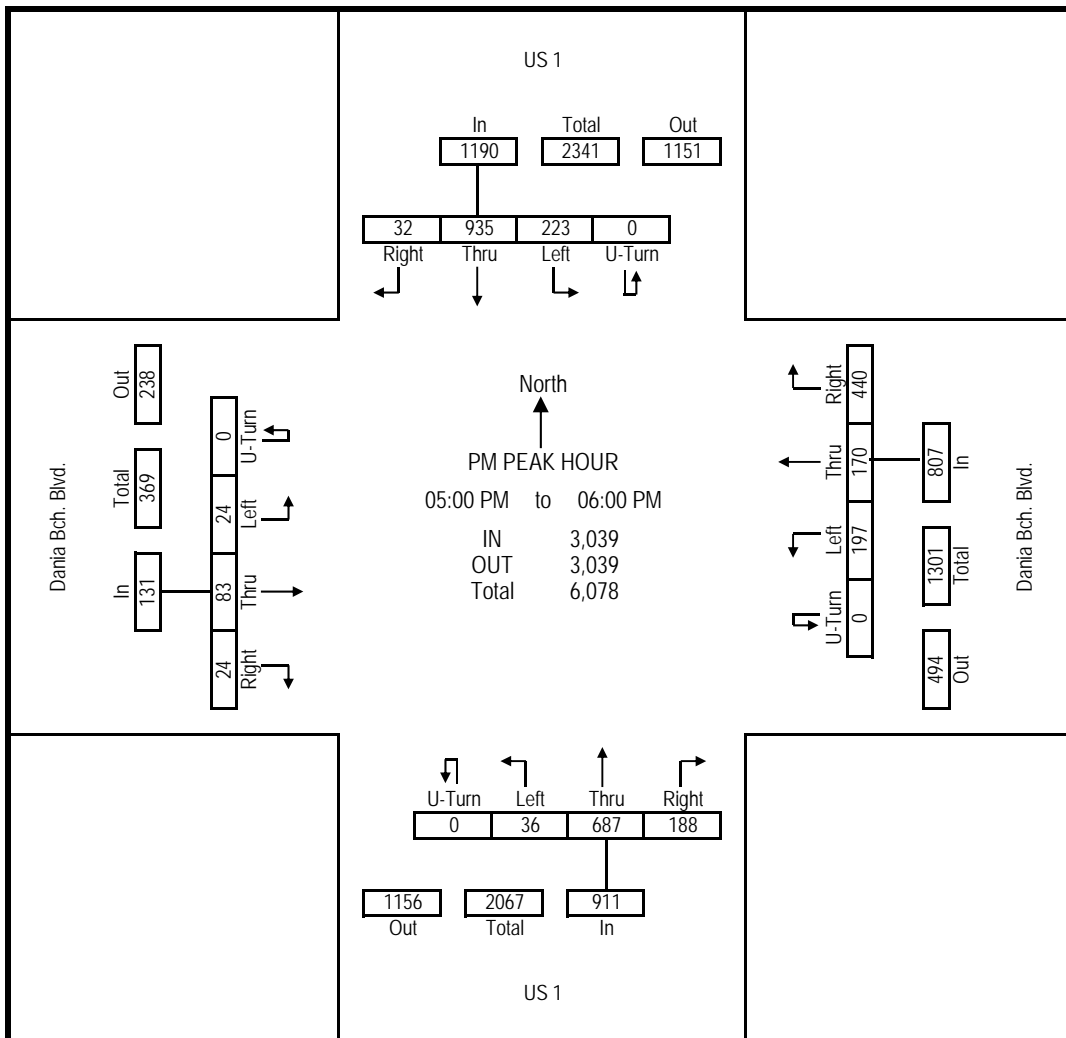 US 1
In Total Out
1190 2341 1151
32 935 223 0
Right Thru Left U-Turn
Dania Bch. Blvd.
Out 238
Total 369
In 131
0 U-Turn
24 Left
83 Thru
24 Right
North
PM PEAK HOUR
05:00 PM to 06:00 PM
IN 3,039
OUT 3,039
Total 6,078
Right 440
Thru 170
Left 197
U-Turn 0
807 In
1301 Total
494 Out
Dania Bch. Blvd.
U-Turn Left Thru Right
0 36 687 188
1156 2067 911
Out Total In
US 1